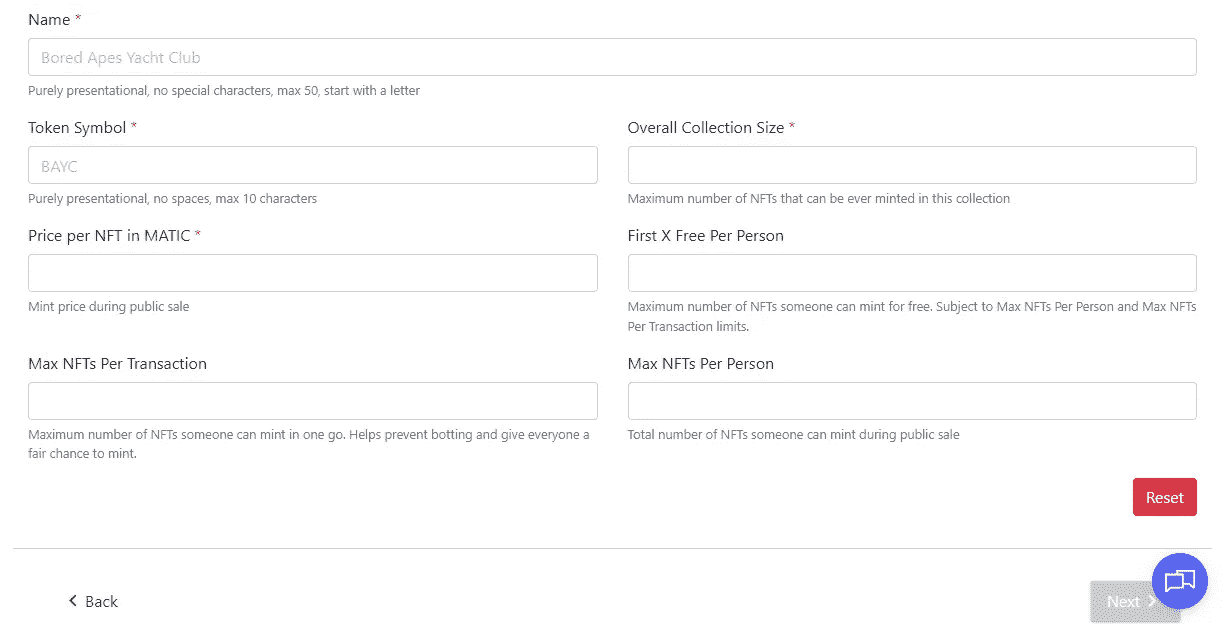 Name *
Bored Apes Yacht Club
Purely presentational, no special characters, max 50, start with a letter
Token Symbol *
BAYC
Purely presentational, no spaces, max 10 characters
Overall Collection Size *
Maximum number of NFTs that can be ever minted in this collection
Price per NFT in MATIC *
Mint price during public sale
First X Free Per Person
Maximum number of NFTs someone can mint for free. Subject to Max NFTs Per Person and Max NFTs
Per Transaction limits.
Max NFTs Per Transaction
Maximum number of NFTs someone can mint in one go. Helps prevent botting and give everyone a
fair chance to mint.
Max NFTs Per Person
Total number of NFTs someone can mint during public sale
Reset
Back
Next